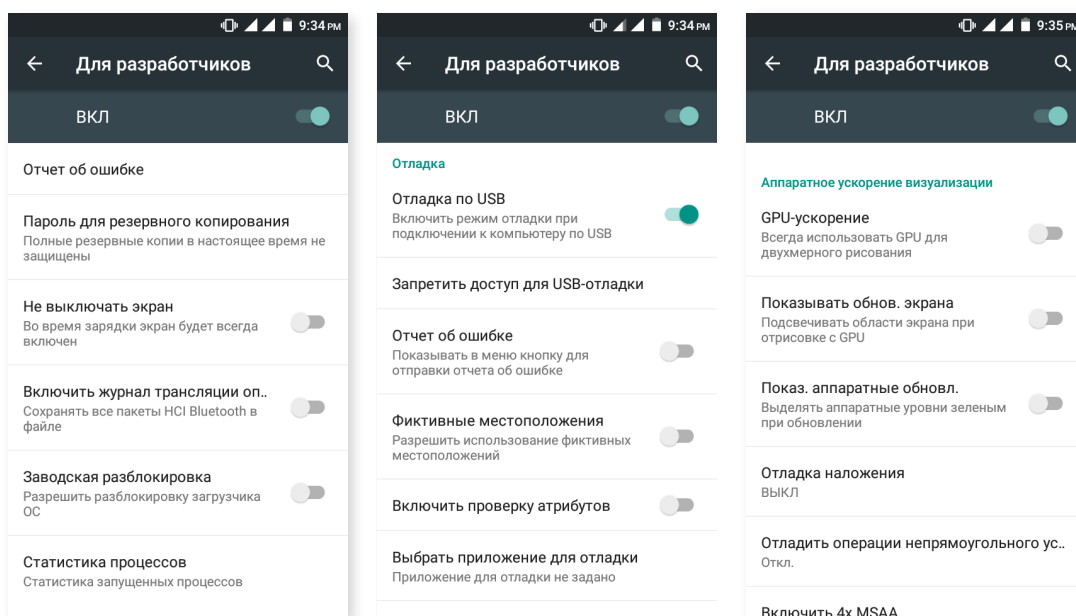 9:34 PM
Для разработчиков
ВКЛ
Отчет об ошибке
Пароль для резервного копирования
Полные резервные копии в настоящее время не
защищены
Не выключать экран
Во время зарядки экран будет всегда
включен
Включить журнал трансляции оп..
Сохранять все пакеты HCI Bluetooth в
файле
Заводская разблокировка
Разрешить разблокировку загрузчика
ОС
Статистика процессов
Статистика запущенных процессов
9:34 PM
Для разработчиков
ВКЛ
Отладка
Отладка по USB
Включить режим отладки при
подключении к компьютеру по USB
Запретить доступ для USB-отладки
Отчет об ошибке
Показывать в меню кнопку для
отправки отчета об ошибке
Фиктивные местоположения
Разрешить использование фиктивных
местоположений
Включить проверку атрибутов
Выбрать приложение для отладки
Приложение для отладки не задано
9:35 PM
Для разработчиков
ВКЛ
Аппаратное ускорение визуализации
GPU-ускорение
Всегда использовать GPU для
двухмерного рисования
Показывать обнов. экрана
Подсвечивать области экрана при
отрисовке с GPU
Показ. аппаратные обновл.
Выделять аппаратные уровни зеленым
при обновлении
Отладка наложения
ВЫКЛ
Отладить операции непрямоугольного ус..
Откл.
Включить 4x MSAA